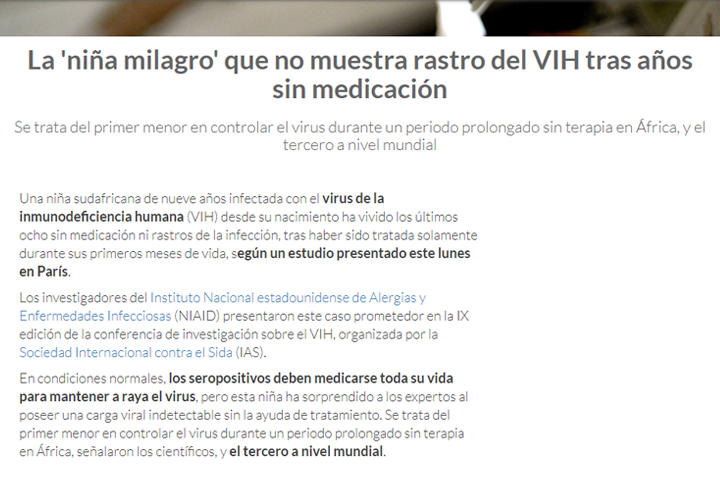 La 'niña milagro' que no muestra rastro del VIH tras años
sin medicación
Se trata del primer menor en controlar el virus durante un periodo prolongado sin terapia en África, y el
tercero a nivel mundial
Una niña sudafricana de nueve años infectada con el virus de la
inmunodeficiencia humana (VIH) desde su nacimiento ha vivido los últimos
ocho sin medicación ni rastros de la infección, tras haber sido tratada solamente
durante sus primeros meses de vida, según un estudio presentado este lunes
en París.
Los investigadores del Instituto Nacional estadounidense de Alergias y
Enfermedades Infecciosas (NIAID) presentaron este caso prometedor en la IX
edición de la conferencia de investigación sobre el VIH, organizada por la
Sociedad Internacional contra el Sida (IAS).
En condiciones normales, los seropositivos deben medicarse toda su vida
para mantener a raya el virus, pero esta niña ha sorprendido a los expertos al
poseer una carga viral indetectable sin la ayuda de tratamiento. Se trata del
primer menor en controlar el virus durante un periodo prolongado sin terapia
en África, señalaron los científicos, y el tercero a nivel mundial.